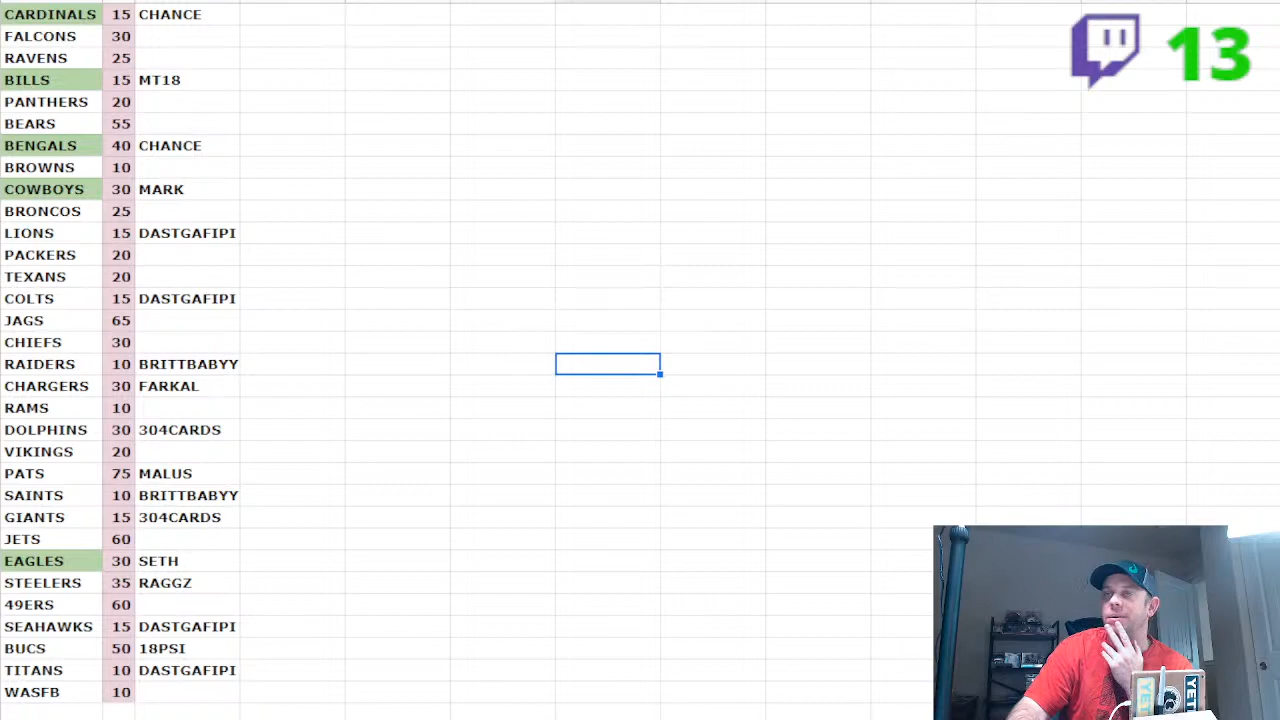 CARDINALS 15 CHANCE
FALCONS 30
RAVENS 25
BILLS 15 MT18
PANTHERS 20
BEARS 55
BENGALS 40 CHANCE
BROWNS 10
COWBOYS 30 MARK
BRONCOS 25
LIONS 15 DASTGAFIPI
PACKERS 20
TEXANS 20
COLTS 15 DASTGAFIPI
JAGS 65
CHIEFS 30
RAIDERS 10 BRITTBABYY
CHARGERS 30 FARKAL
RAMS 10
DOLPHINS 30 304CARDS
VIKINGS 20
PATS 75 MALUS
SAINTS 10 BRITTBABYY
GIANTS 15 304CARDS
JETS 60
EAGLES 30 SETH
STEELERS 35 RAGGZ
49ERS 60
SEAHAWKS 15 DASTGAFIPI
BUCS 50 18PSI
TITANS 10 DASTGAFIPI
WASFB 10
13
YETI
YETI